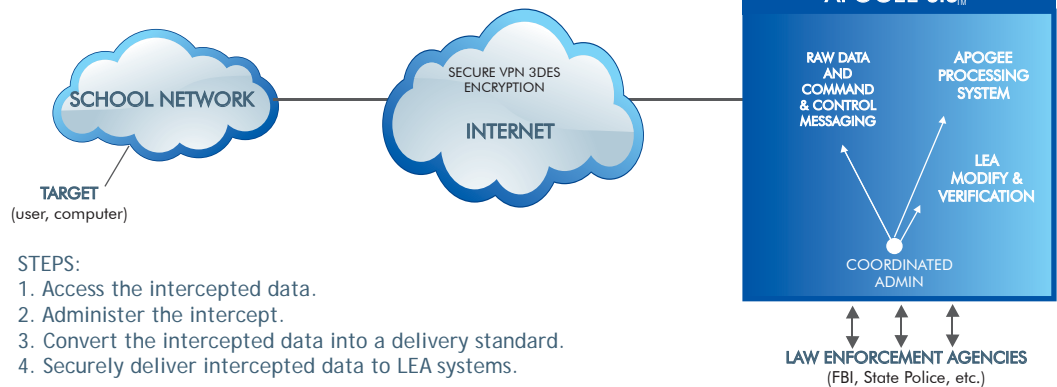 SCHOOL NETWORK
TARGET
(user, computer)
SECURE VPN 3DES
ENCRYPTION
INTERNET
RAW DATA
AND
COMMAND
& CONTROL
MESSAGING
APOGEE
PROCESSING
SYSTEM
LEA
MODIFY &
VERIFICATION
COORDINATED
ADMIN
LAW ENFORCEMENT AGENCIES
(FBI, State Police, etc.)
STEPS:
1. Access the intercepted data.
2. Administer the intercept.
3. Convert the intercepted data into a delivery standard.
4. Securely deliver intercepted data to LEA systems.